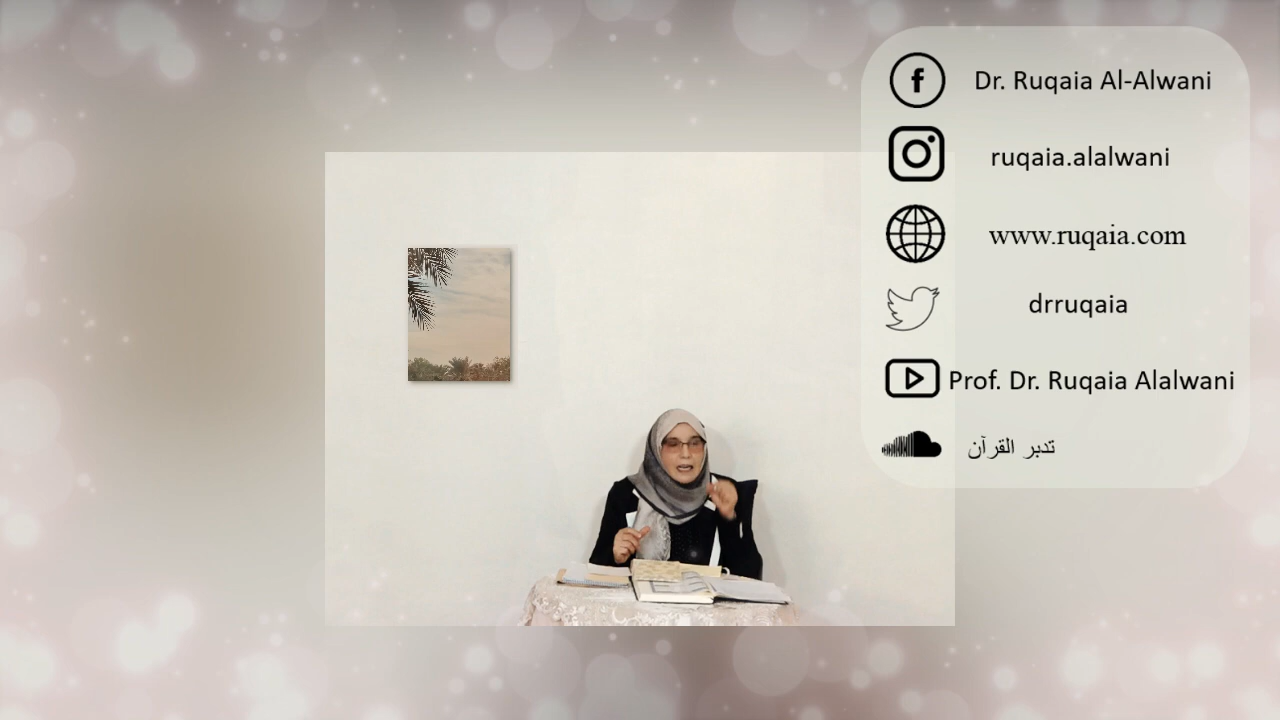 Dr. Ruqaia Al-Alwani
ruqaia.alalwani
www.ruqaia.com
drruqaia
Prof. Dr. Ruqaia Alalwani
تدبر القرآن